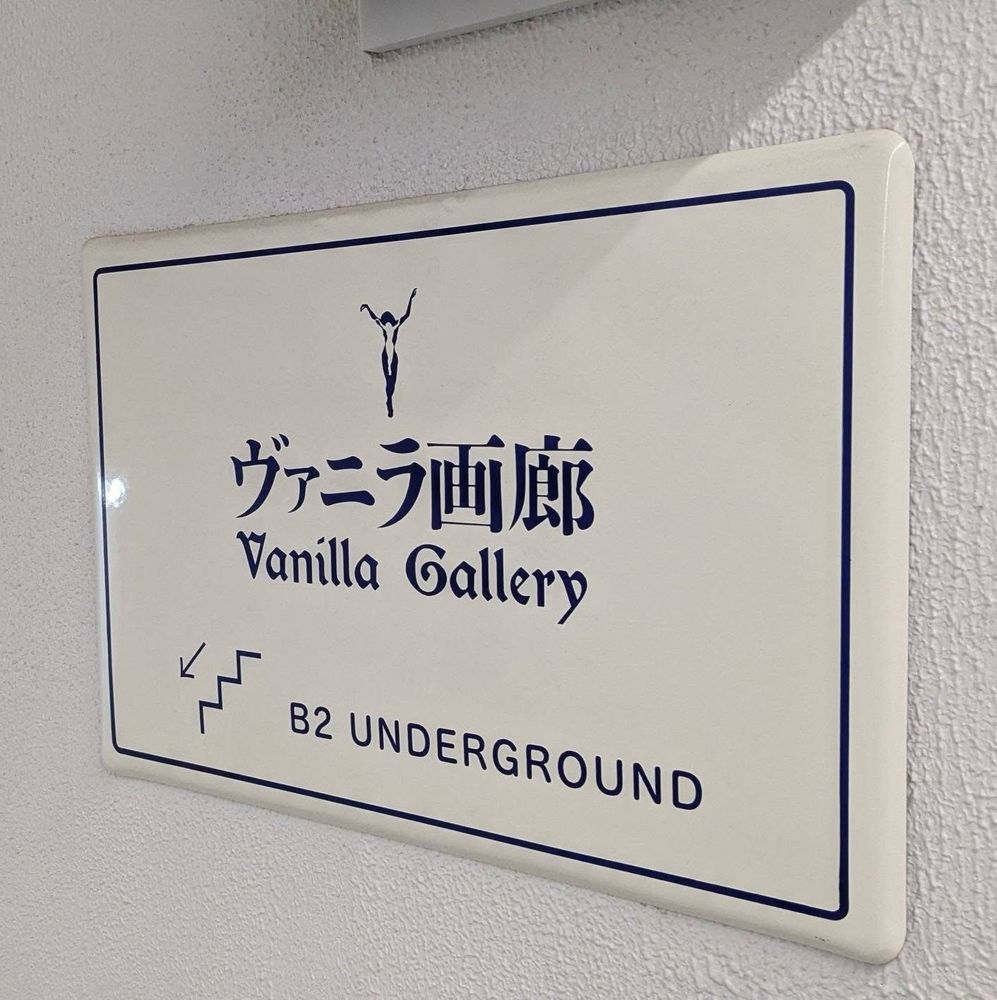 ヴァニラ画廊
Vanilla Gallery
B2 UNDERGROUND